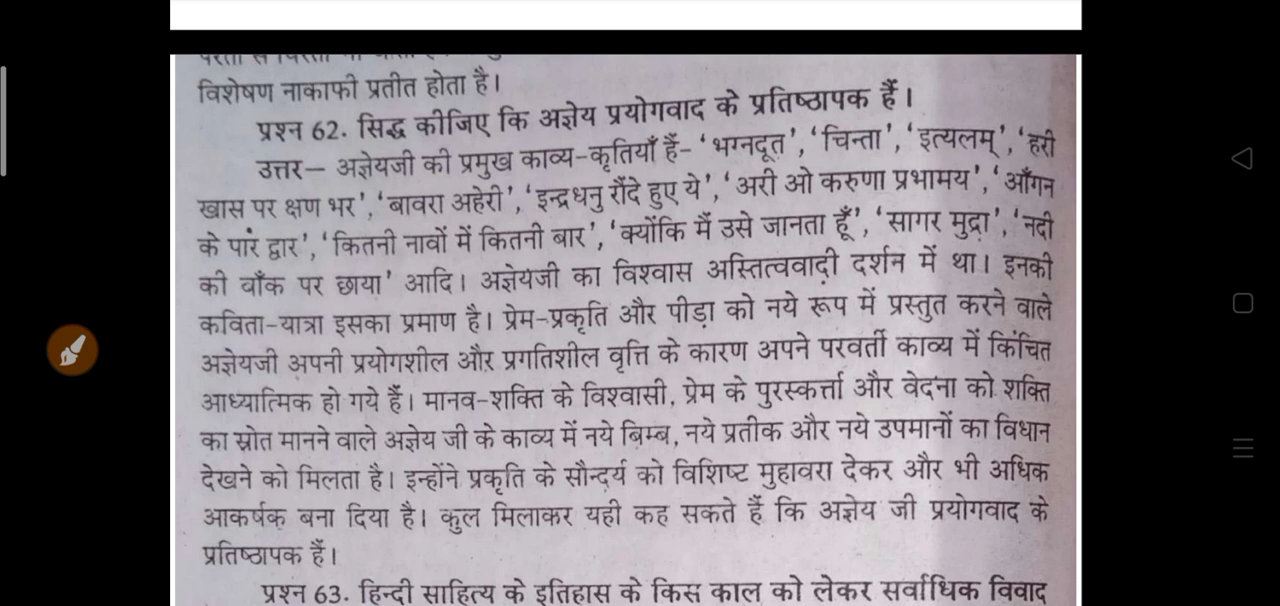 विशेषण नाकाफी प्रतीत होता है।
प्रश्न 62. सिद्ध कीजिए कि अज्ञेय प्रयोगवाद के प्रतिष्ठापक हैं।
उत्तर— अज्ञेयजी की प्रमुख काव्य-कृतियाँ हैं- ‘भग्नदूत’, ‘चिन्ता’, ‘इत्यलम्’, ‘हरी
खास पर क्षण भर’, ‘बावरा अहेरी’, ‘इन्द्रधनु रौंदे हुए ये’, ‘अरी ओ करुणा प्रभामय’, ‘आँगन
के पार द्वार’, ‘कितनी नावों में कितनी बार’, ‘क्योंकि मैं उसे जानता हूँ’, ‘सागर मुद्रा’, ‘नदी
की बाँक पर छाया’ आदि। अज्ञेयजी का विश्वास अस्तित्ववादी दर्शन में था। इनकी
कविता-यात्रा इसका प्रमाण है। प्रेम-प्रकृति और पीड़ा को नये रूप में प्रस्तुत करने वाले
अज्ञेयजी अपनी प्रयोगशील और प्रगतिशील वृत्ति के कारण अपने परवर्ती काव्य में किंचित
आध्यात्मिक हो गये हैं। मानव-शक्ति के विश्वासी, प्रेम के पुरस्कर्त्ता और वेदना को शक्ति
का स्रोत मानने वाले अज्ञेय जी के काव्य में नये बिम्ब, नये प्रतीक और नये उपमानों का विधान
देखने को मिलता है। इन्होंने प्रकृति के सौन्दर्य को विशिष्ट मुहावरा देकर और भी अधिक
आकर्षक बना दिया है। कुल मिलाकर यही कह सकते हैं कि अज्ञेय जी प्रयोगवाद के
प्रतिष्ठापक हैं।
प्रश्न 63. हिन्दी साहित्य के इतिहास के किस काल को लेकर सर्वाधिक विवाद